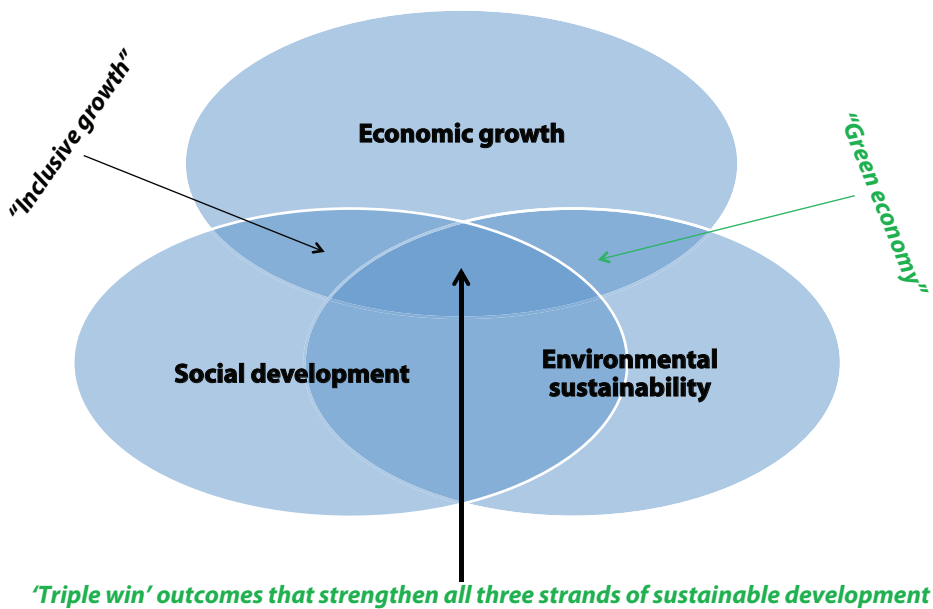 Economic growth
“Inclusive growth”
“Green economy”
Social development
Environmental
sustainability
‘Triple win’ outcomes that strengthen all three strands of sustainable development